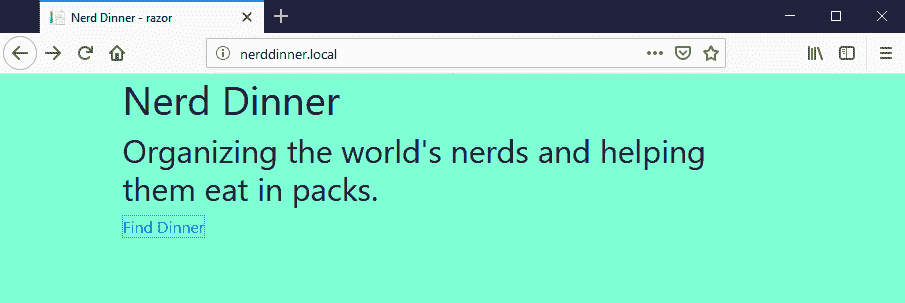 Nerd Dinner - razor
nerddinner.local
Nerd Dinner
Organizing the world's nerds and helping
them eat in packs.
Find Dinner